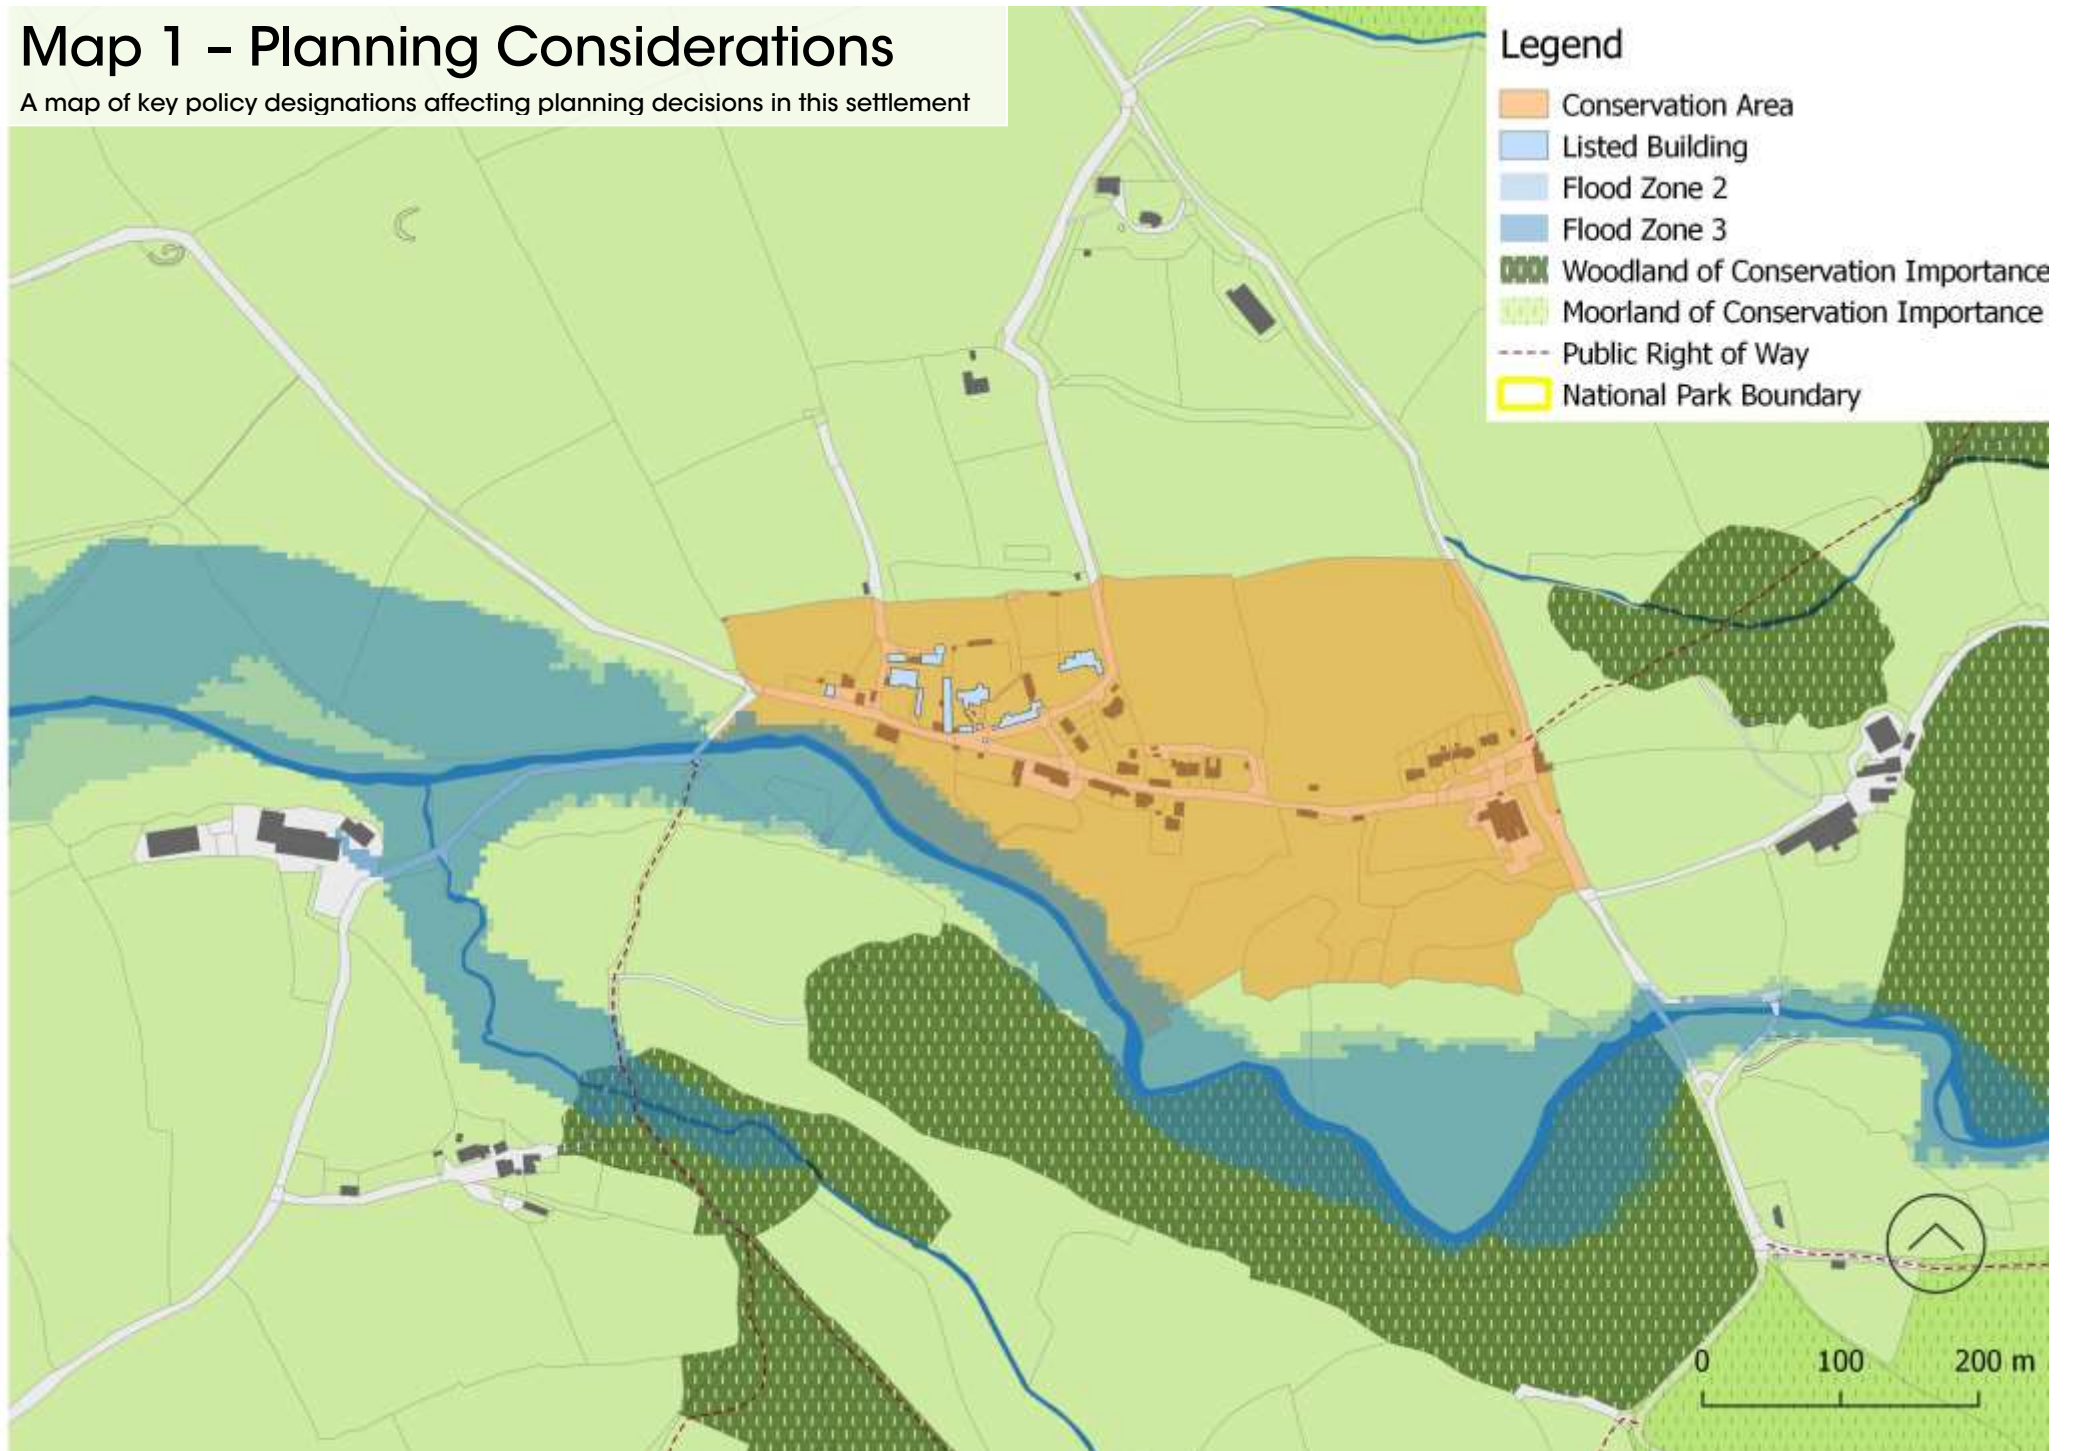 Map 1 – Planning Considerations
A map of key policy designations affecting planning decisions in this settlement
Legend
Conservation Area
Listed Building
Flood Zone 2
Flood Zone 3
Woodland of Conservation Importance
Moorland of Conservation Importance
Public Right of Way
National Park Boundary
0 100 200 m